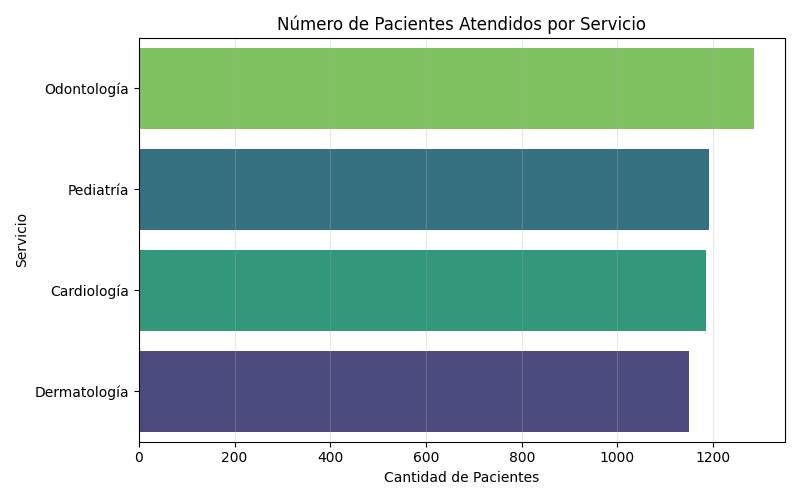 Número de Pacientes Atendidos por Servicio
Servicio
Odontología
Pediatría
Cardiología
Dermatología
0 200 400 600 800 1000 1200
Cantidad de Pacientes